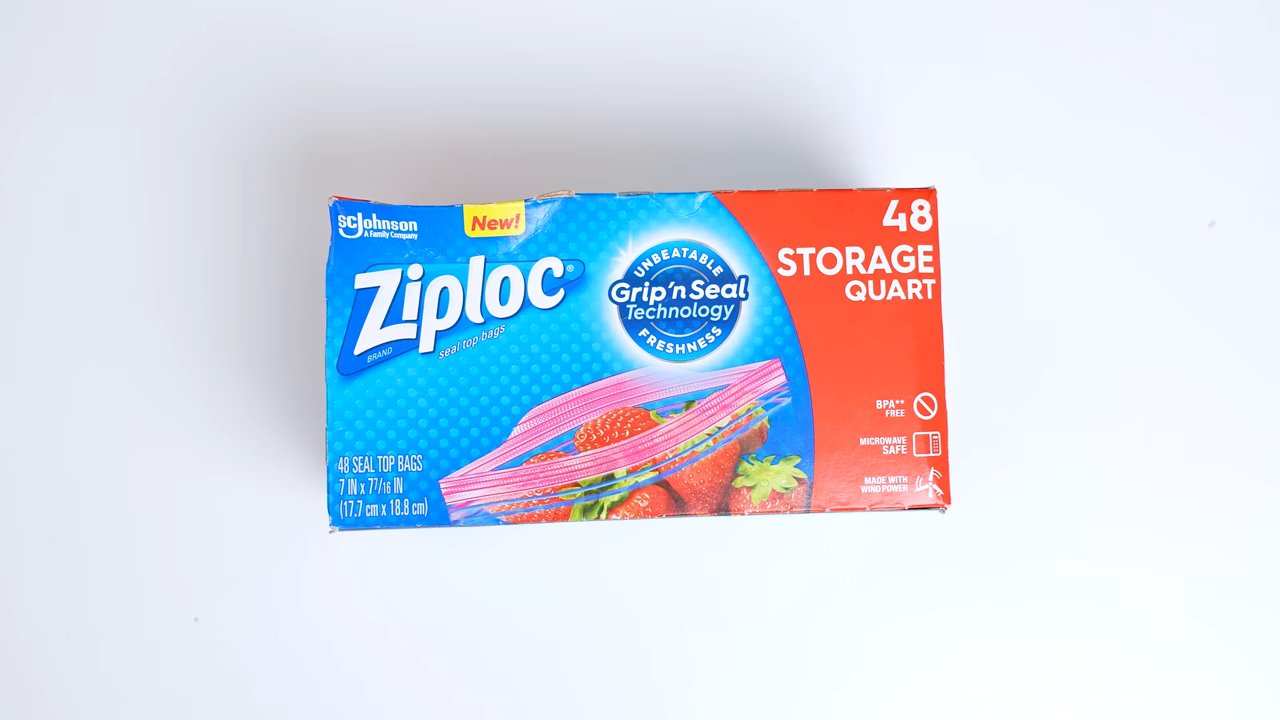 scJohnson
A Family Company
New!
Ziploc®
BRAND
seal top bags
UNBEATABLE
Grip'n Seal
Technology
FRESHNESS
48
STORAGE
QUART
BPA**
FREE
MICROWAVE
SAFE
MADE WITH
WIND POWER
48 SEAL TOP BAGS
7 IN x 7 7/16 IN
(17.7 cm x 18.8 cm)